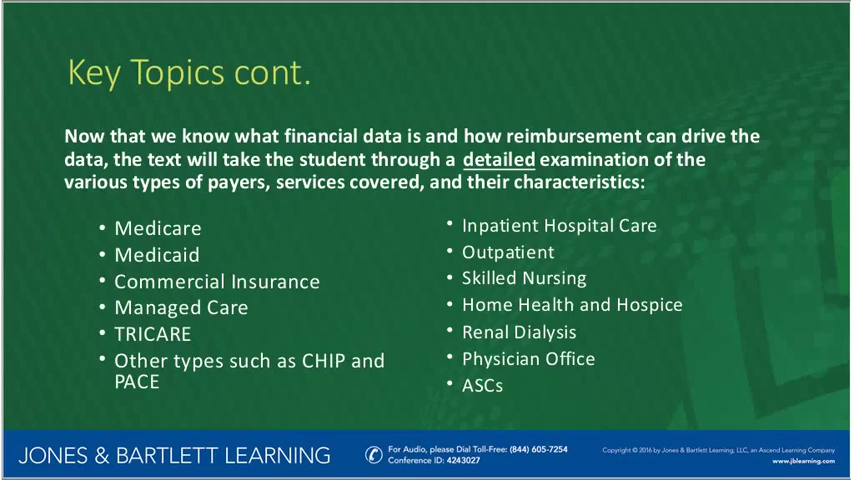 Key Topics cont.
Now that we know what financial data is and how reimbursement can drive the
data, the text will take the student through a detailed examination of the
various types of payers, services covered, and their characteristics:
• Medicare
• Medicaid
• Commercial Insurance
• Managed Care
• TRICARE
• Other types such as CHIP and
PACE
• Inpatient Hospital Care
• Outpatient
• Skilled Nursing
• Home Health and Hospice
• Renal Dialysis
• Physician Office
• ASCs
JONES & BARTLETT LEARNING
For Audio, please Dial Toll-Free: (844) 605-7254
Conference ID: 4243027
Copyright © 2016 by Jones & Bartlett Learning, LLC, an Ascend Learning Company
www.jblearning.com